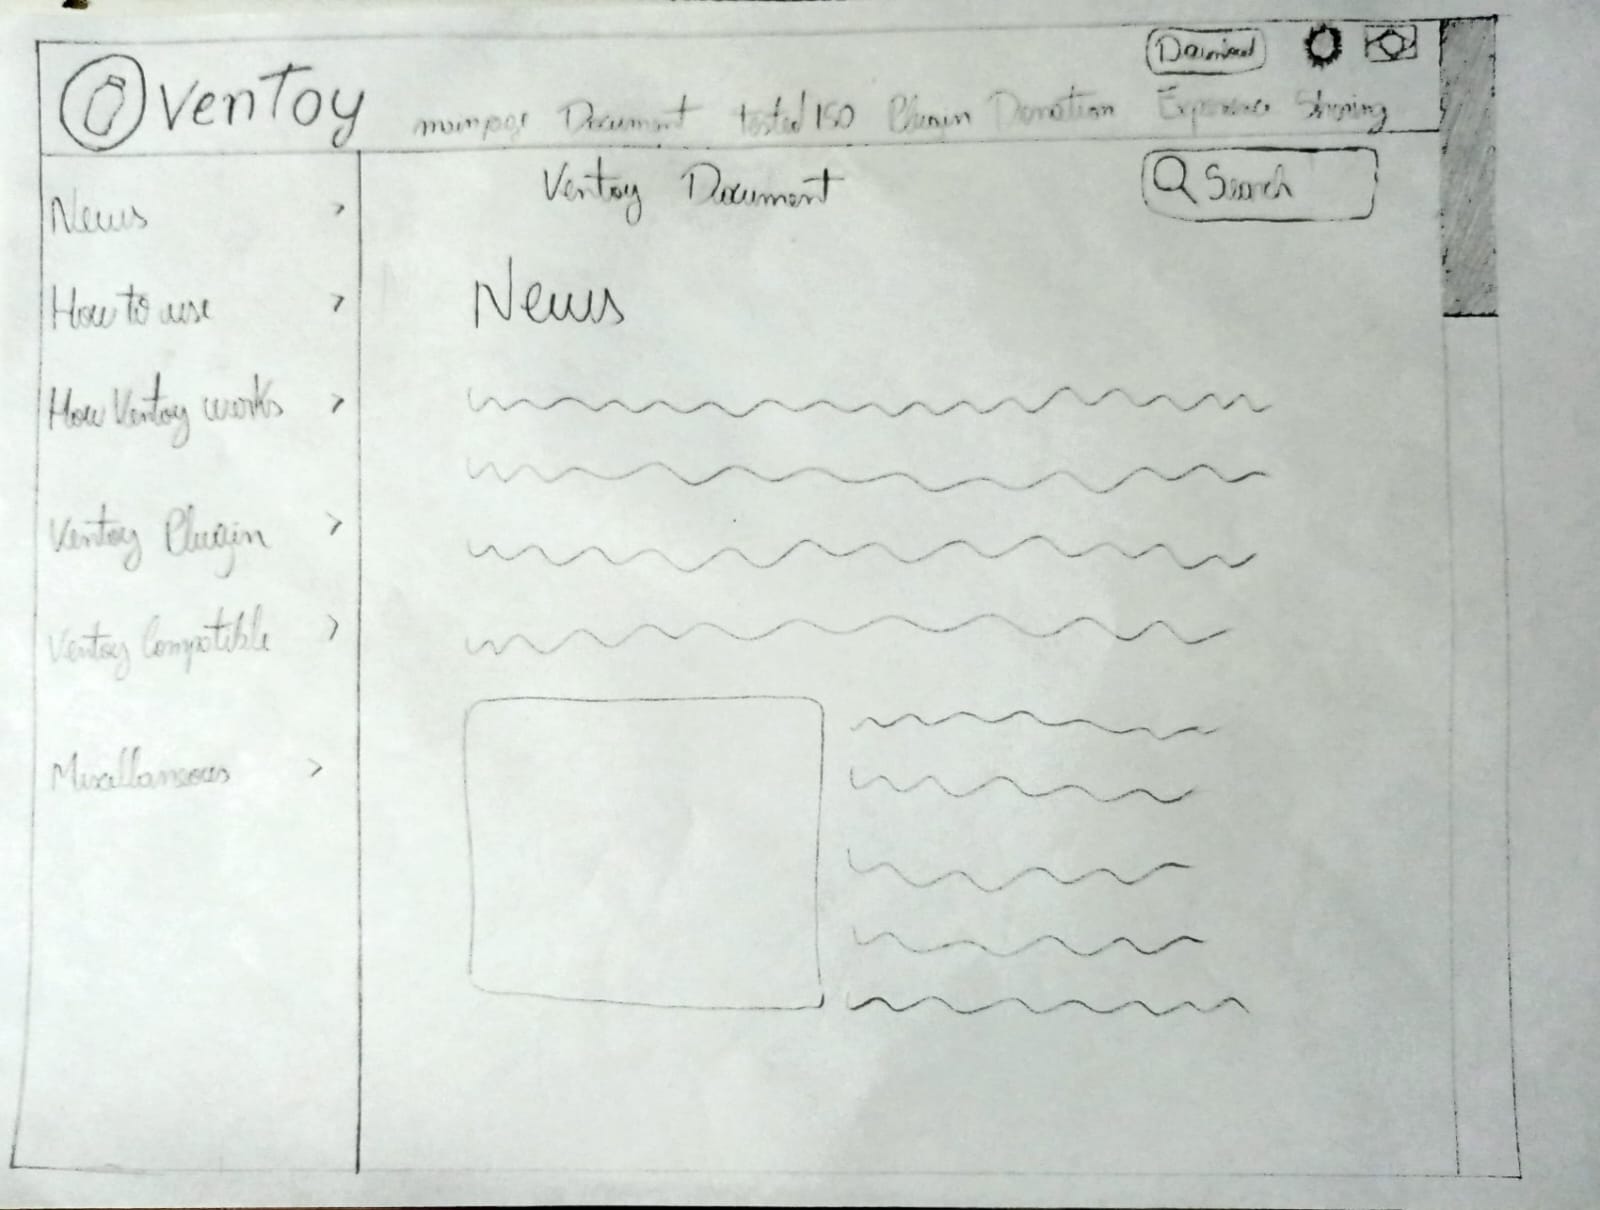 Download
Ventoy
mainpage Document tested ISO Plugin Donation Experience Sharing
Ventoy Document
Search
News >
How to use >
How Ventoy works >
Ventoy Plugin >
Ventoy Compatible >
Miscellaneous >
News